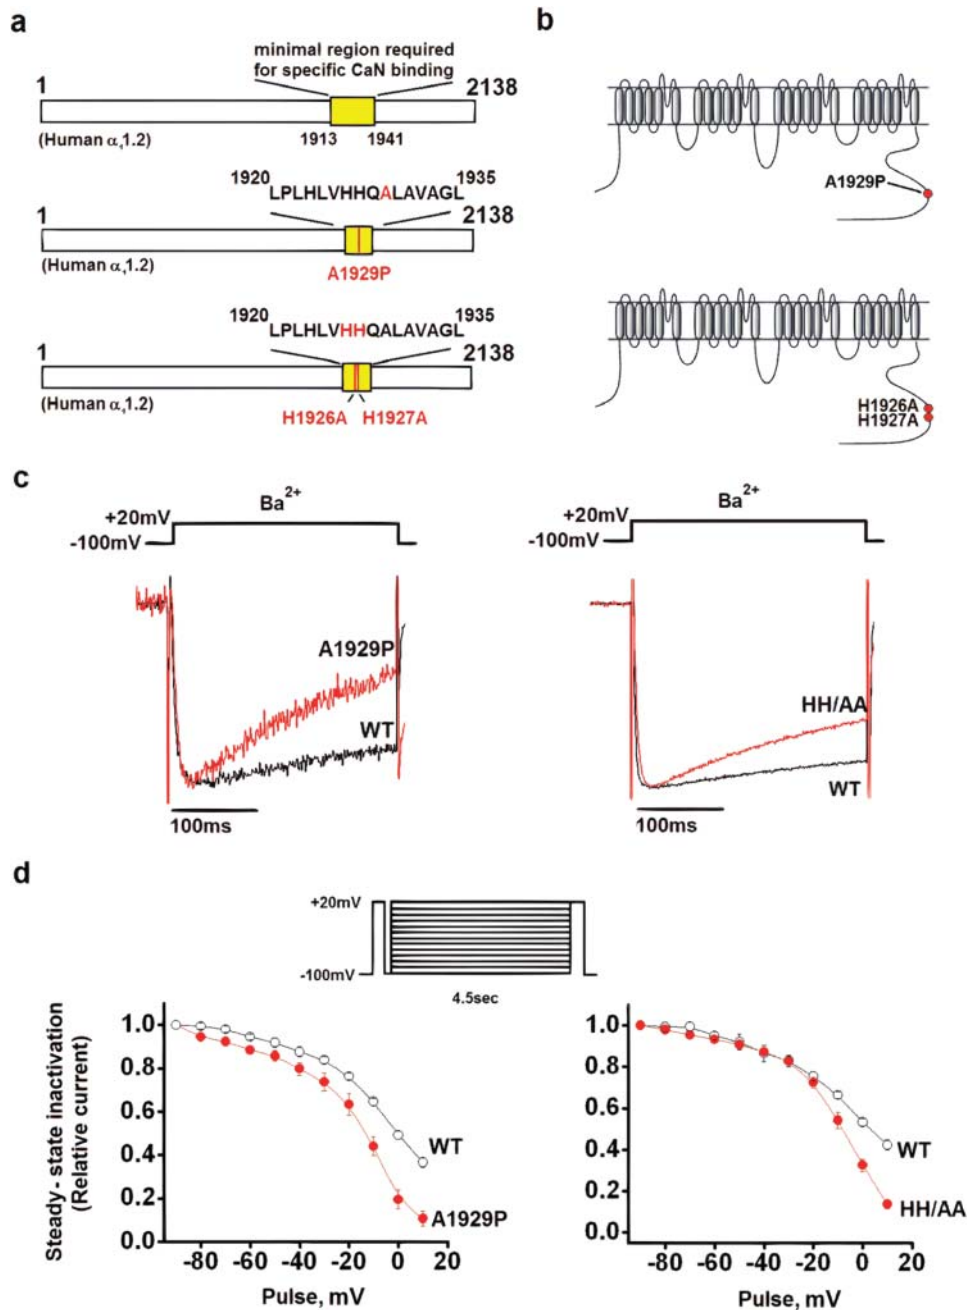 a
minimal region required
for specific CaN binding
1
2138
(Human α₁1.2)
1913
1941
1920
LPLHLVHHQALAVAGL
1935
1
2138
(Human α₁1.2)
A1929P
1920
LPLHLVHHQALAVAGL
1935
1
2138
(Human α₁1.2)
H1926A
H1927A
b
A1929P
H1926A
H1927A
c
Ba²⁺
+20mV
-100mV
A1929P
WT
100ms
Ba²⁺
+20mV
-100mV
HH/AA
WT
100ms
d
+20mV
-100mV
4.5sec
Steady - state inactivation
(Relative current)
1.0
0.8
0.6
0.4
0.2
0.0
WT
A1929P
-80 -60 -40 -20 0 20
Pulse, mV
1.0
0.8
0.6
0.4
0.2
0.0
WT
HH/AA
-80 -60 -40 -20 0 20
Pulse, mV